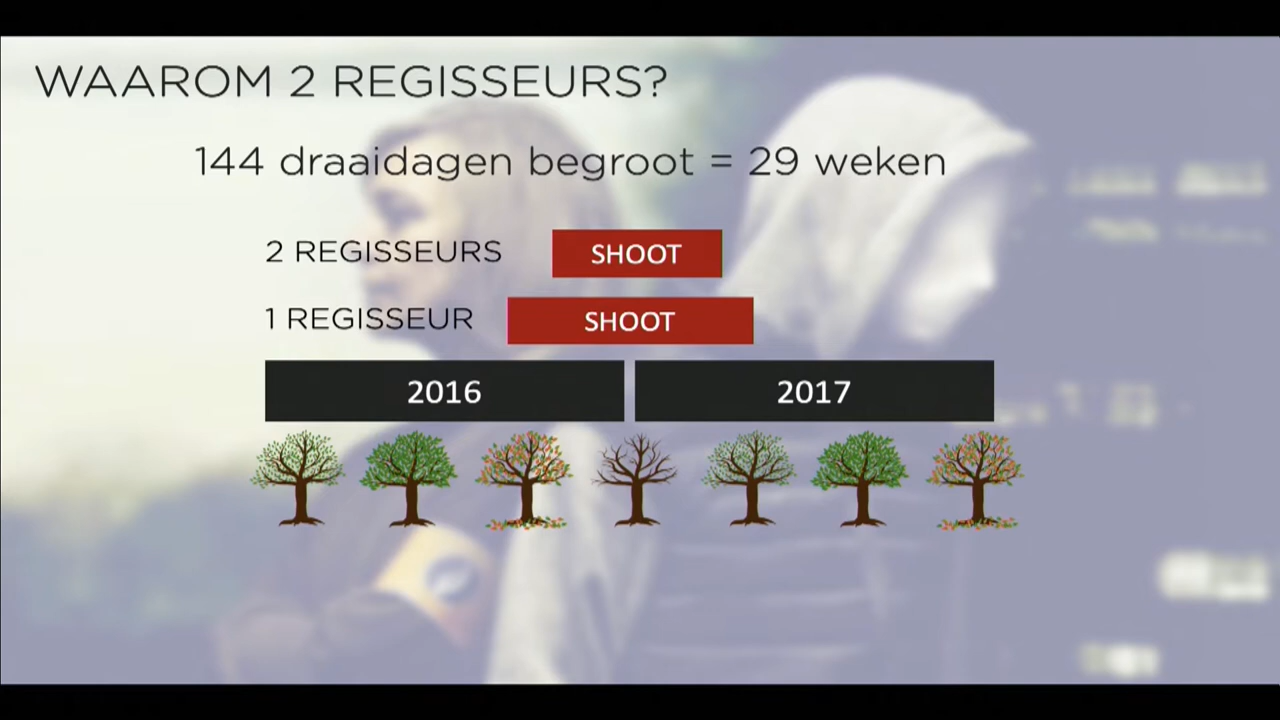 WAAROM 2 REGISSEURS?
144 draaidagen begroot = 29 weken
2 REGISSEURS
SHOOT
1 REGISSEUR
SHOOT
2016
2017